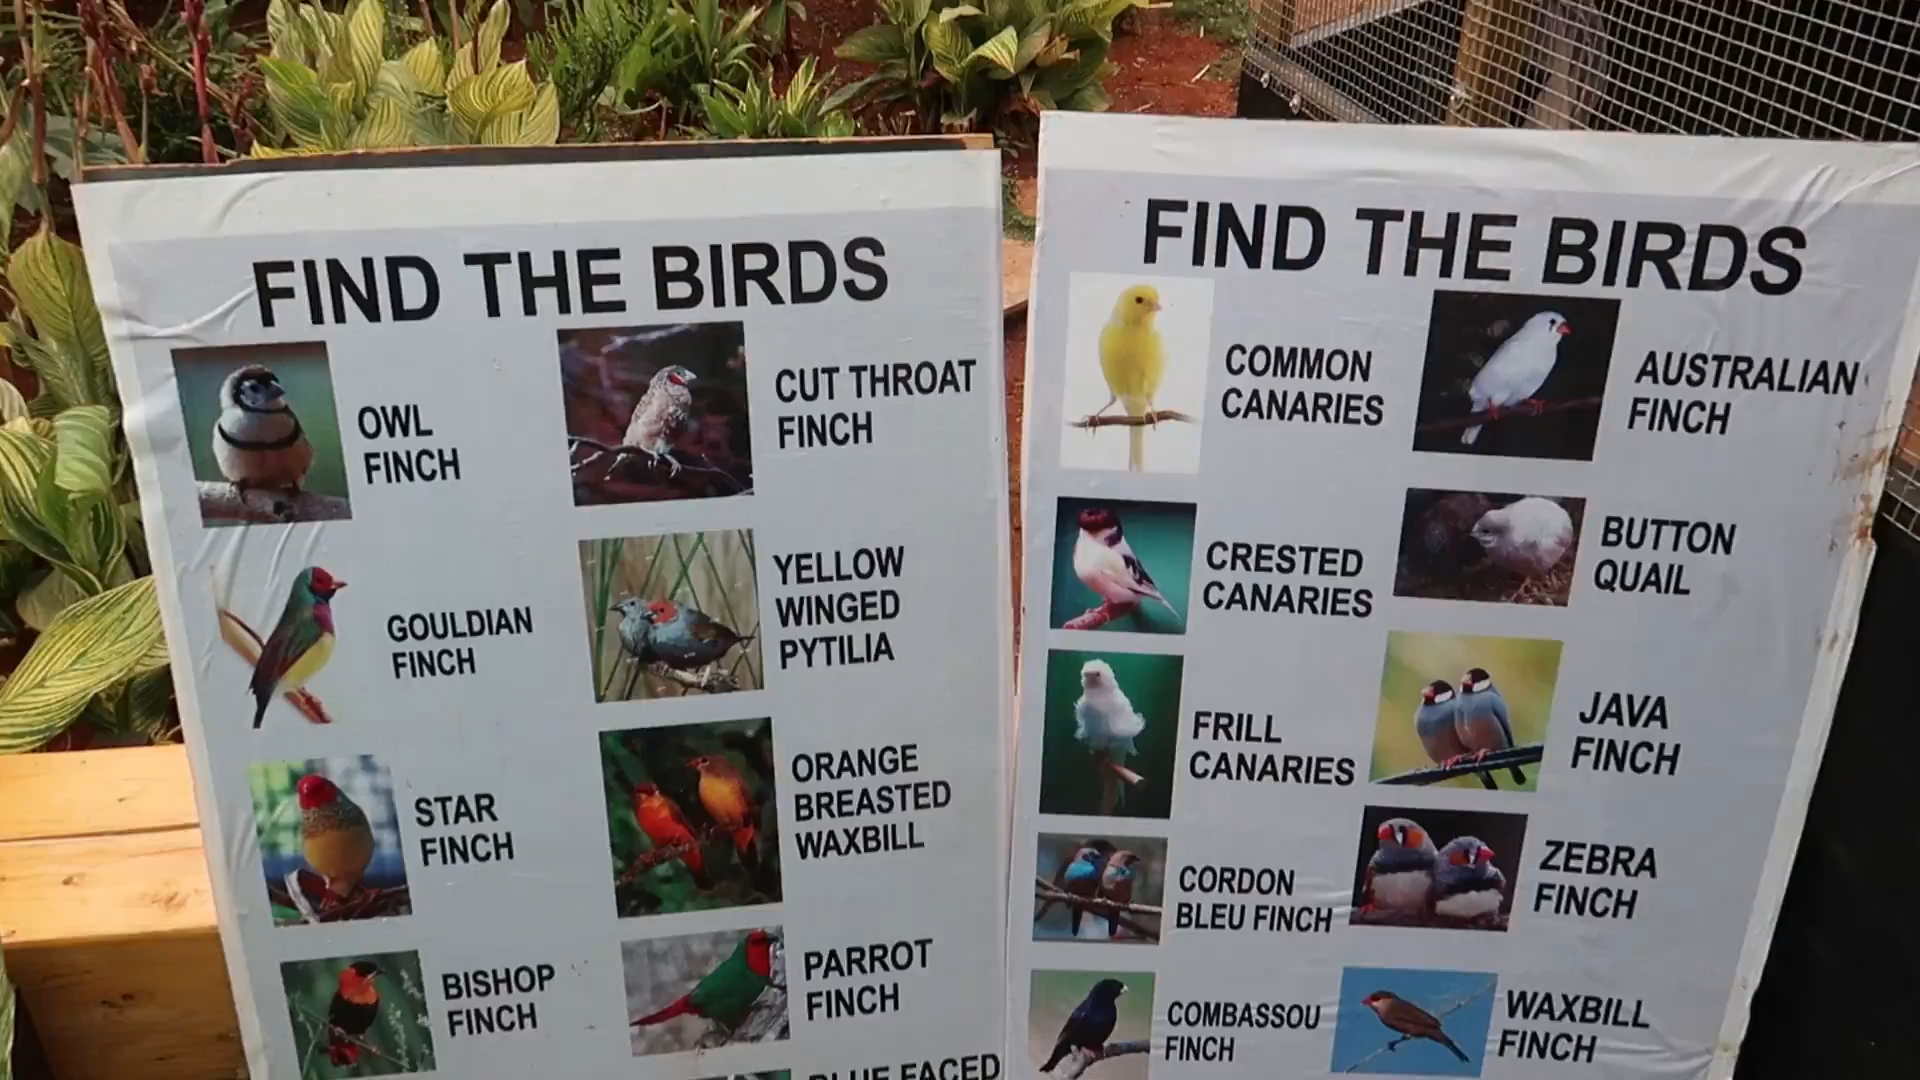 FIND THE BIRDS
OWL
FINCH
CUT THROAT
FINCH
GOULDIAN
FINCH
YELLOW
WINGED
PYTILIA
STAR
FINCH
ORANGE
BREASTED
WAXBILL
BISHOP
FINCH
PARROT
FINCH
BLUE FACED
FIND THE BIRDS
COMMON
CANARIES
AUSTRALIAN
FINCH
CRESTED
CANARIES
BUTTON
QUAIL
FRILL
CANARIES
JAVA
FINCH
CORDON
BLEU FINCH
ZEBRA
FINCH
COMBASSOU
FINCH
WAXBILL
FINCH